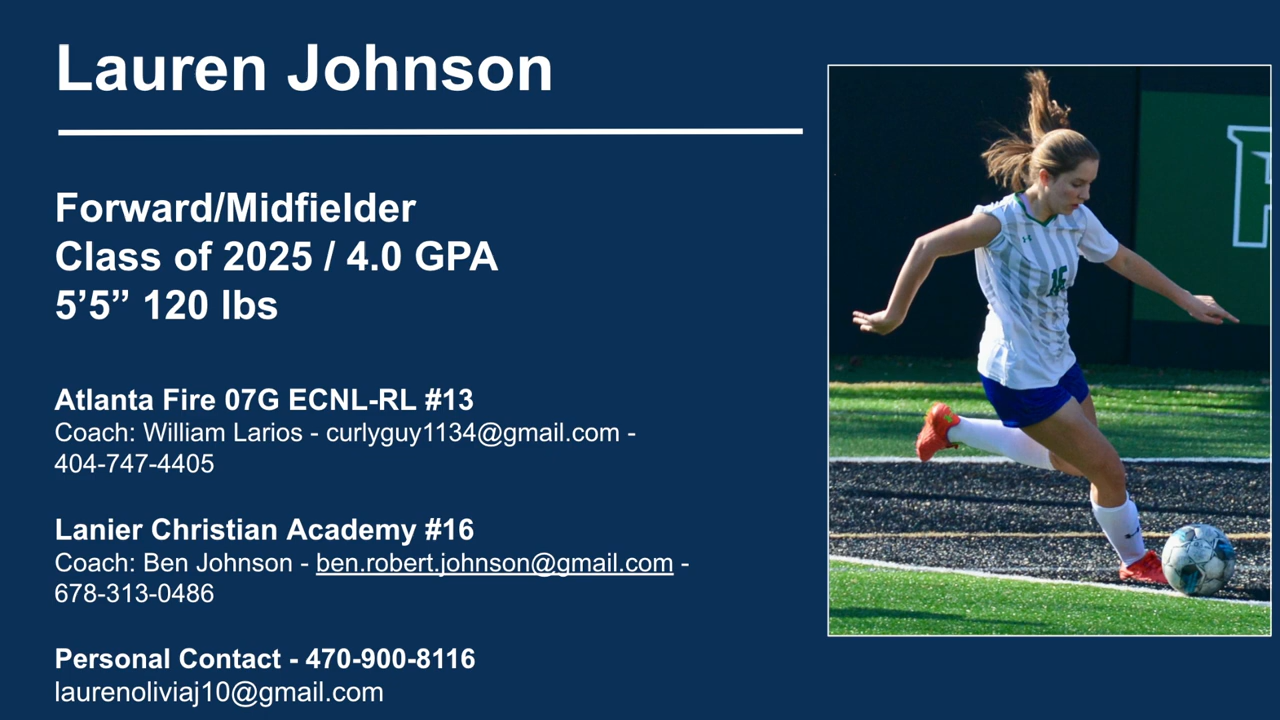 Lauren Johnson
Forward/Midfielder
Class of 2025 / 4.0 GPA
5’5” 120 lbs
Atlanta Fire 07G ECNL-RL #13
Coach: William Larios - curlyguy1134@gmail.com -
404-747-4405
Lanier Christian Academy #16
Coach: Ben Johnson - ben.robert.johnson@gmail.com -
678-313-0486
Personal Contact - 470-900-8116
laurenoliviaj10@gmail.com
16